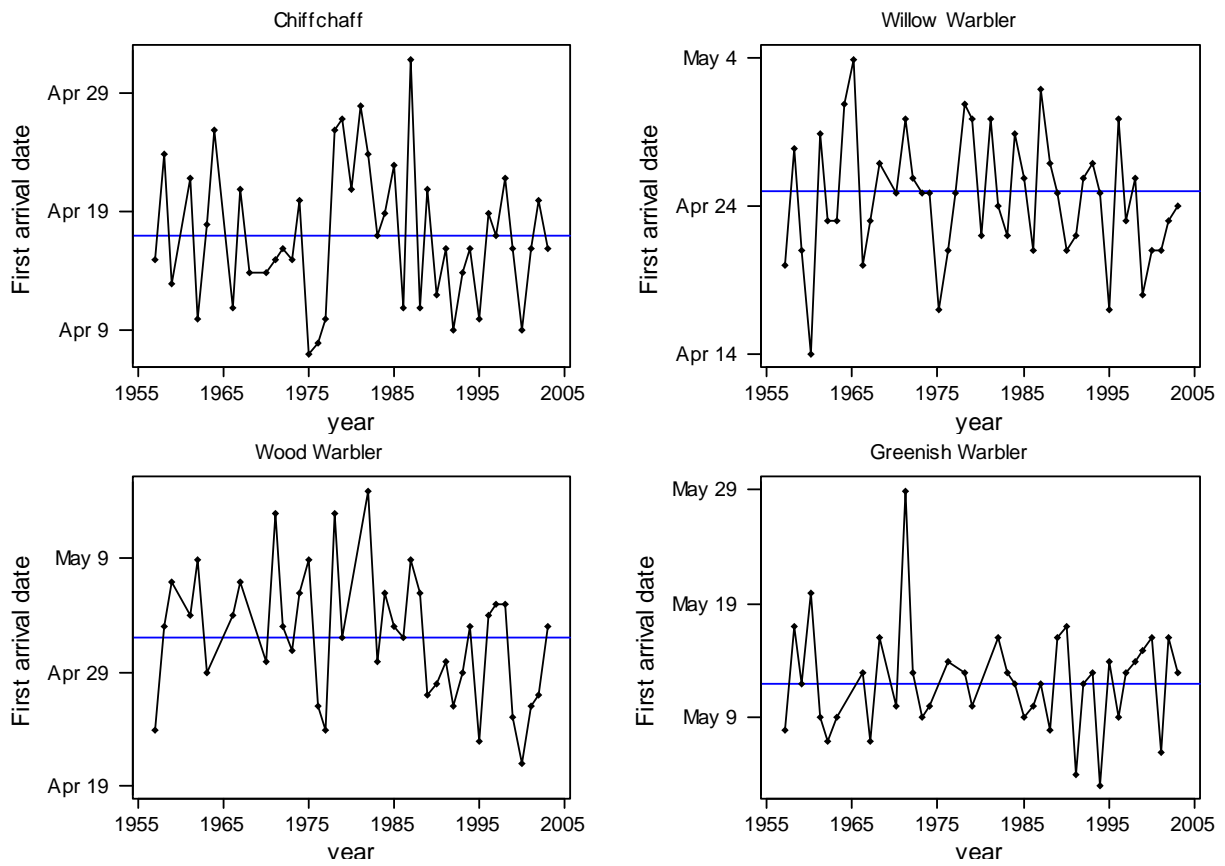 Chiffchaff
First arrival date
Apr 29
Apr 19
Apr 9
1955 1965 1975 1985 1995 2005
year
Willow Warbler
First arrival date
May 4
Apr 24
Apr 14
1955 1965 1975 1985 1995 2005
year
Wood Warbler
First arrival date
May 9
Apr 29
Apr 19
1955 1965 1975 1985 1995 2005
year
Greenish Warbler
First arrival date
May 29
May 19
May 9
1955 1965 1975 1985 1995 2005
year